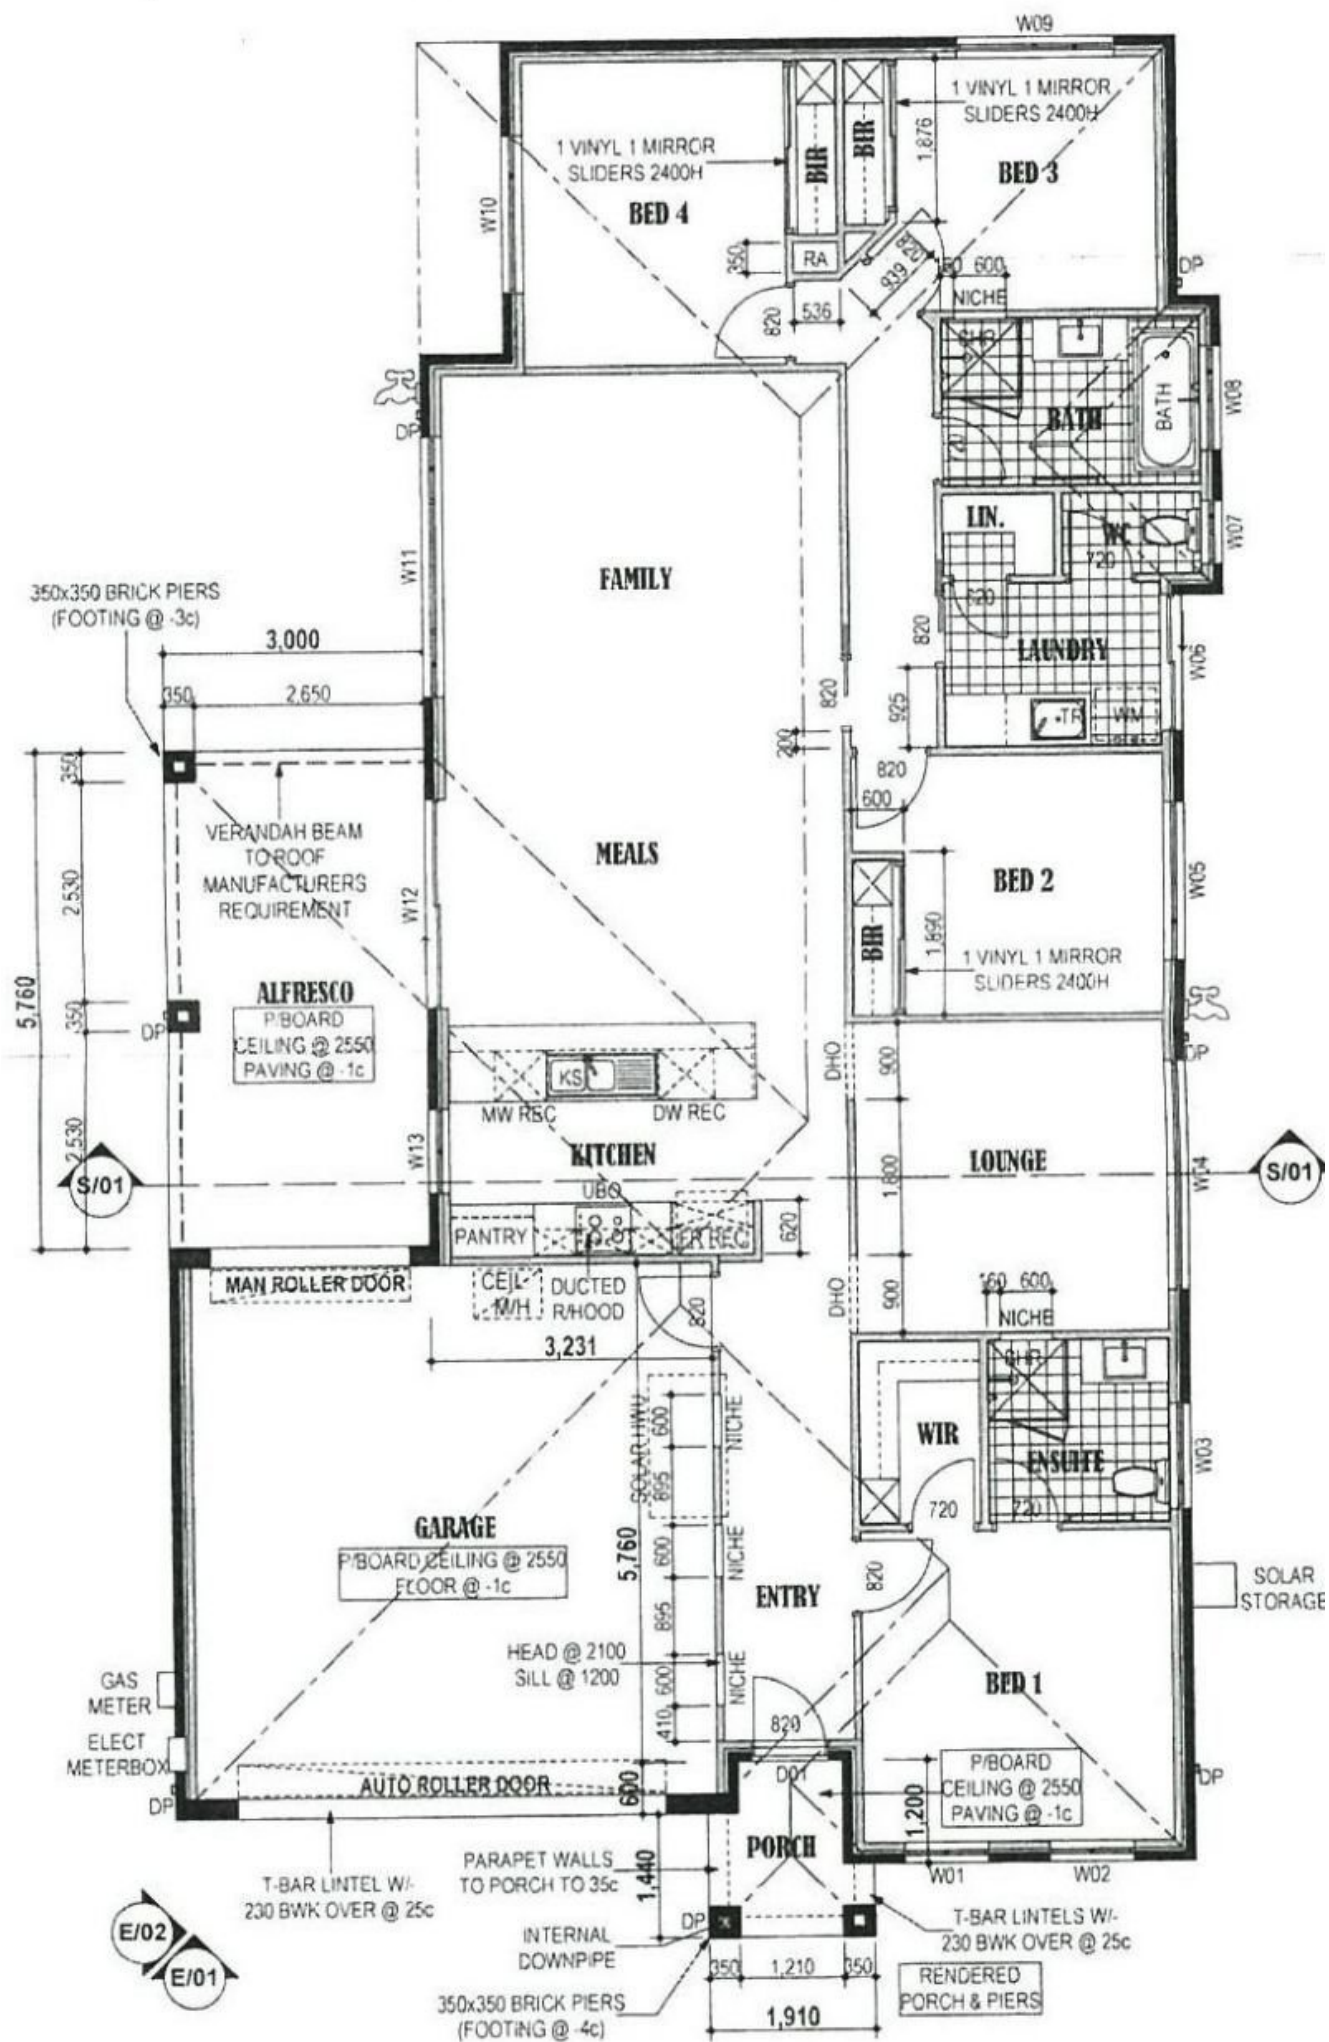 W09
1 VINYL 1 MIRROR
SLIDERS 2400H
1,876
BIR
BIR
1 VINYL 1 MIRROR
SLIDERS 2400H
BED 3
BED 4
W10
350
RA
820
939
60
600
DP
NICHE
820
536
SHR
BATH
BATH
W08
DP
720
LIN.
WC
W07
720
W11
FAMILY
350x350 BRICK PIERS
(FOOTING @ -3c)
620
3,000
820
LAUNDRY
W06
350
2,650
820
925
TR
WM
200
350
820
600
VERANDAH BEAM
TO ROOF
MANUFACTURERS
REQUIREMENT
MEALS
BED 2
W05
2,530
W12
BIR
1,890
1 VINYL 1 MIRROR
SLIDERS 2400H
5,760
ALFRESCO
350
DP
P/BOARD
CEILING @ 2550
PAVING @ -1c
DHO
900
DP
KS
MW REC
DW REC
2,530
W13
KITCHEN
LOUNGE
1,800
W04
S/01
S/01
UBO
PANTRY
FR REC
620
MAN ROLLER DOOR
CEIL
M/H
DUCTED
R/HOOD
820
DHO
900
160
600
NICHE
3,231
SHR
SOLAR HWU
600
NICHE
WIR
ENSUITE
W03
895
720
720
GARAGE
P/BOARD CEILING @ 2550
FLOOR @ -1c
5,760
600
NICHE
820
SOLAR
STORAGE
895
ENTRY
HEAD @ 2100
SILL @ 1200
600
NICHE
BED 1
GAS
METER
410
820
ELECT
METERBOX
AUTO ROLLER DOOR
600
D01
P/BOARD
CEILING @ 2550
PAVING @ -1c
DP
DP
1,200
PORCH
W01
W02
T-BAR LINTEL W/-
230 BWK OVER @ 25c
PARAPET WALLS
TO PORCH TO 35c
1,440
E/02
E/01
INTERNAL
DOWNPIPE
DP
T-BAR LINTELS W/-
230 BWK OVER @ 25c
350
1,210
350
RENDERED
PORCH & PIERS
350x350 BRICK PIERS
(FOOTING @ -4c)
1,910